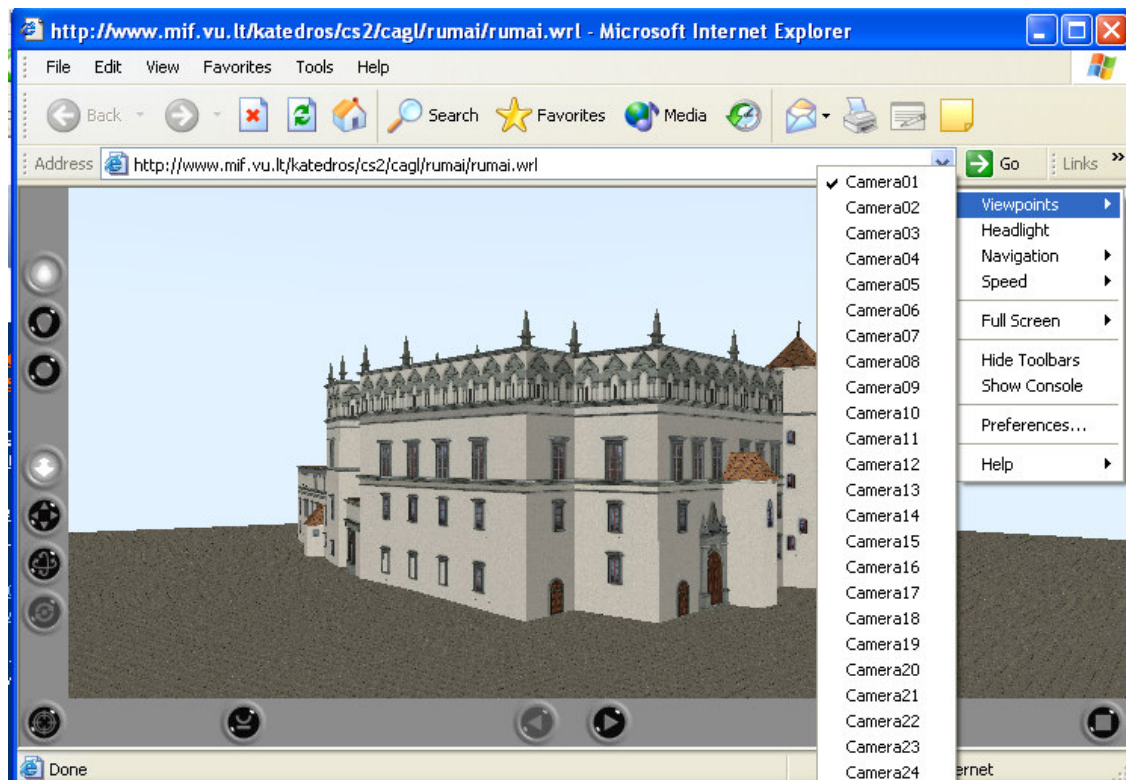 http://www.mif.vu.lt/katedros/cs2/cagl/rumai/rumai.wrl - Microsoft Internet Explorer
File Edit View Favorites Tools Help
Back Search Favorites Media
Address http://www.mif.vu.lt/katedros/cs2/cagl/rumai/rumai.wrl Go Links »
Camera01
Camera02
Camera03
Camera04
Camera05
Camera06
Camera07
Camera08
Camera09
Camera10
Camera11
Camera12
Camera13
Camera14
Camera15
Camera16
Camera17
Camera18
Camera19
Camera20
Camera21
Camera22
Camera23
Camera24
Viewpoints
Headlight
Navigation
Speed
Full Screen
Hide Toolbars
Show Console
Preferences...
Help
Done ernet